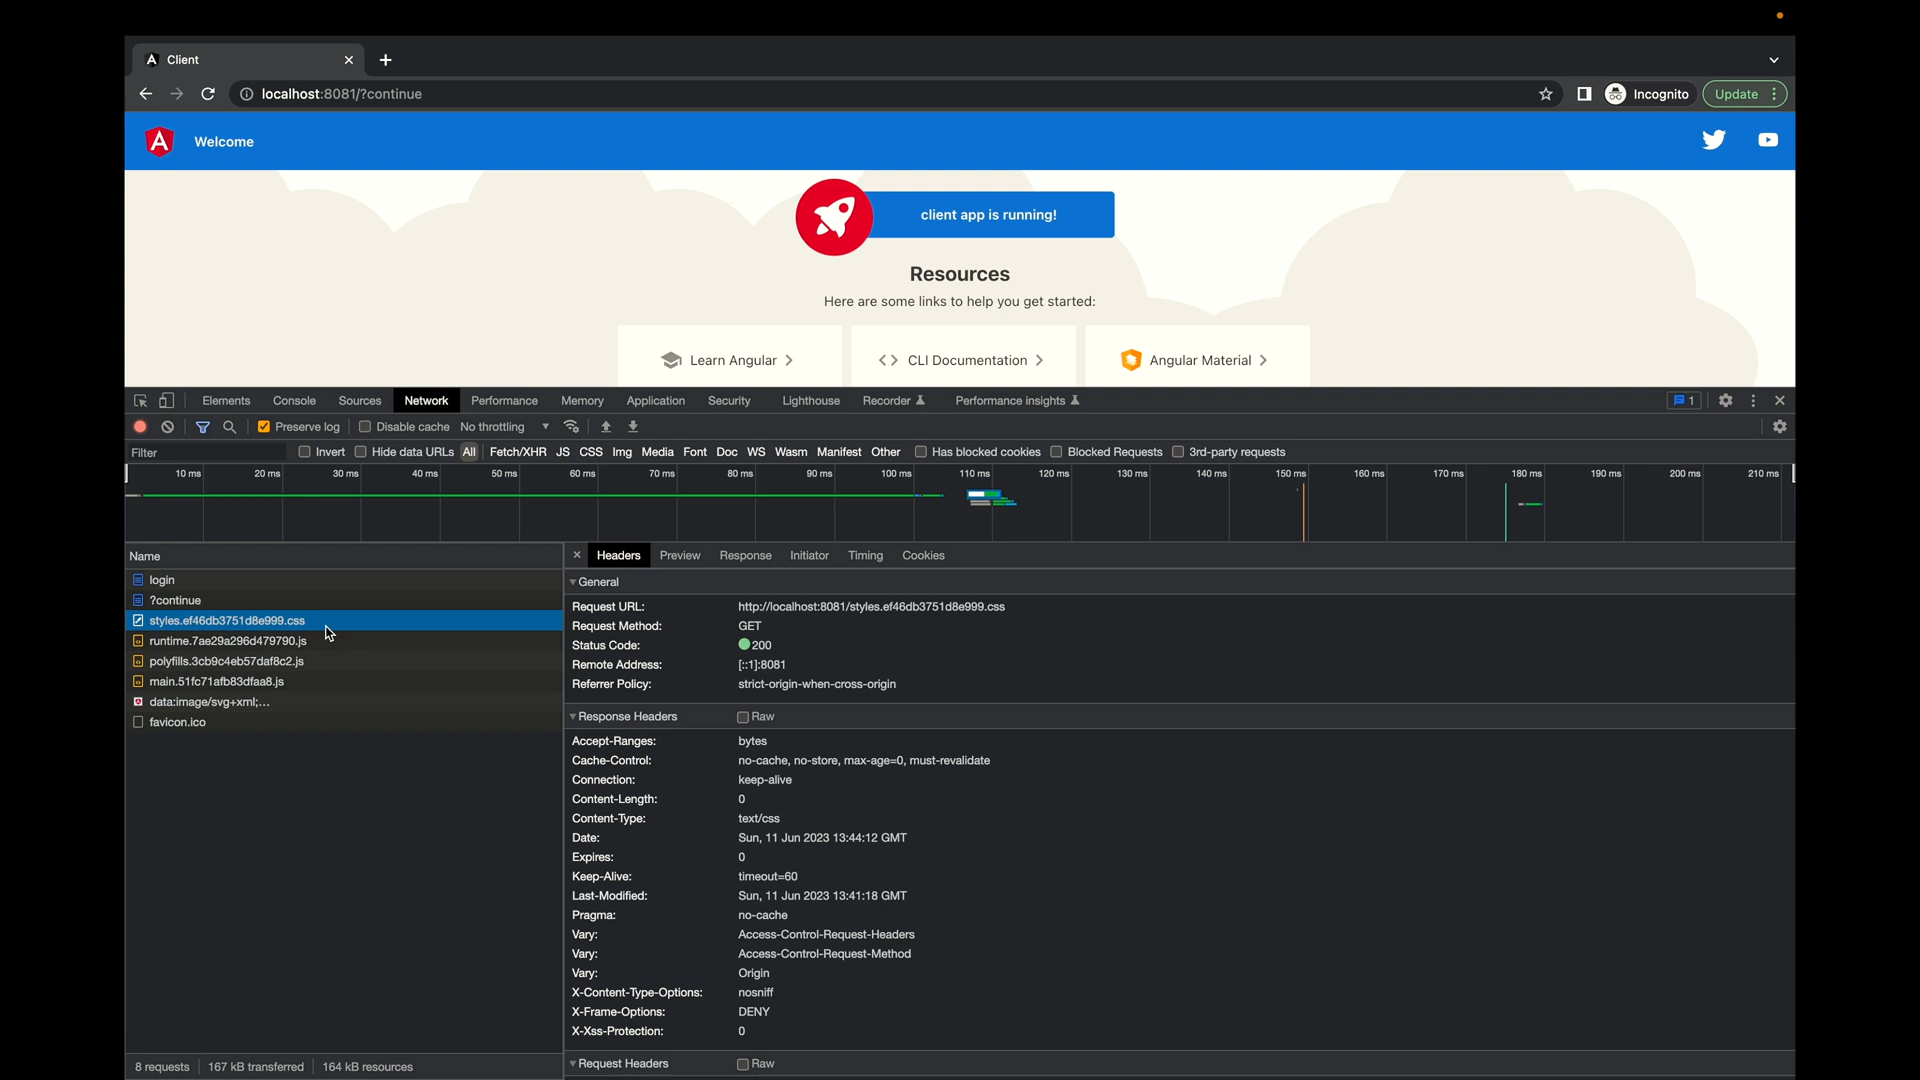 Client
localhost:8081/?continue
Incognito
Update
Welcome
client app is running!
Resources
Here are some links to help you get started:
Learn Angular
CLI Documentation
Angular Material
Elements Console Sources Network Performance Memory Application Security Lighthouse Recorder Performance insights 1
Preserve log Disable cache No throttling
Filter Invert Hide data URLs All Fetch/XHR JS CSS Img Media Font Doc WS Wasm Manifest Other Has blocked cookies Blocked Requests 3rd-party requests
10 ms 20 ms 30 ms 40 ms 50 ms 60 ms 70 ms 80 ms 90 ms 100 ms 110 ms 120 ms 130 ms 140 ms 150 ms 160 ms 170 ms 180 ms 190 ms 200 ms 210 ms
Name
login
?continue
styles.ef46db3751d8e999.css
runtime.7ae29a296d479790.js
polyfills.3cb9c4eb57daf8c2.js
main.51fc71afb83dfaa8.js
data:image/svg+xml;...
favicon.ico
8 requests 167 kB transferred 164 kB resources
Headers Preview Response Initiator Timing Cookies
General
Request URL: http://localhost:8081/styles.ef46db3751d8e999.css
Request Method: GET
Status Code: 200
Remote Address: [::1]:8081
Referrer Policy: strict-origin-when-cross-origin
Response Headers Raw
Accept-Ranges: bytes
Cache-Control: no-cache, no-store, max-age=0, must-revalidate
Connection: keep-alive
Content-Length: 0
Content-Type: text/css
Date: Sun, 11 Jun 2023 13:44:12 GMT
Expires: 0
Keep-Alive: timeout=60
Last-Modified: Sun, 11 Jun 2023 13:41:18 GMT
Pragma: no-cache
Vary: Access-Control-Request-Headers
Vary: Access-Control-Request-Method
Vary: Origin
X-Content-Type-Options: nosniff
X-Frame-Options: DENY
X-Xss-Protection: 0
Request Headers Raw